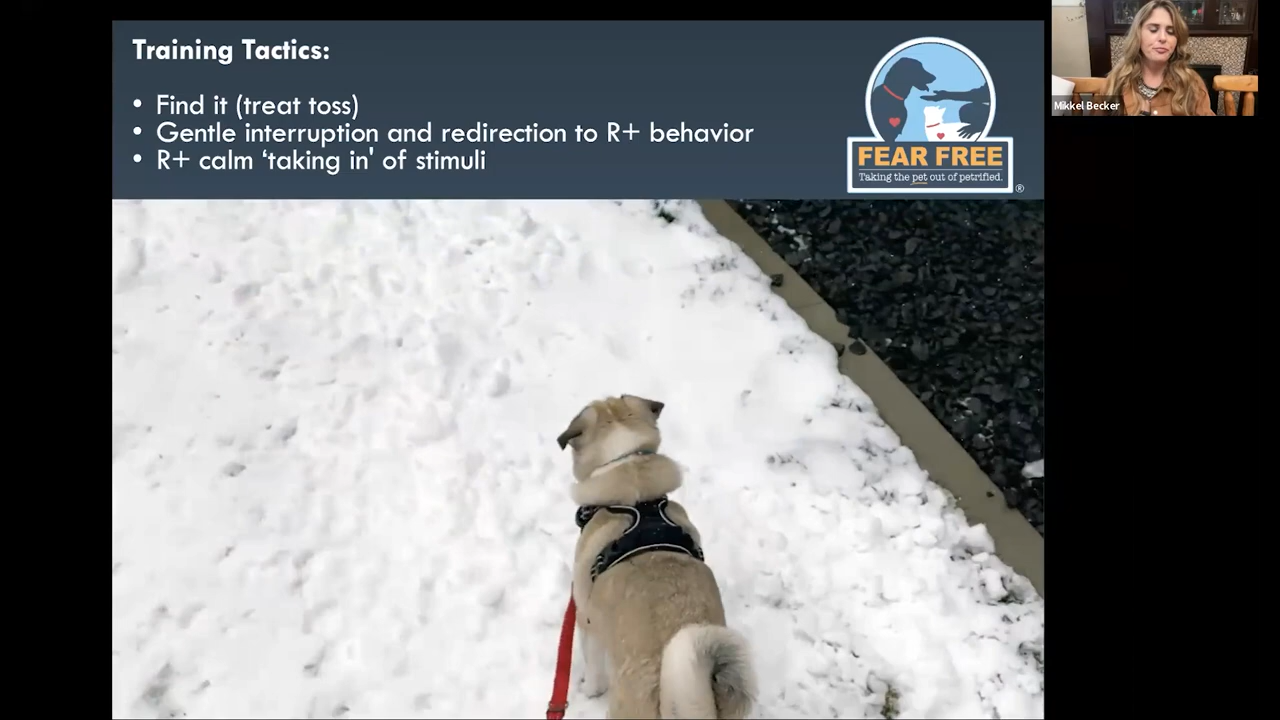 Training Tactics:
• Find it (treat toss)
• Gentle interruption and redirection to R+ behavior
• R+ calm ‘taking in' of stimuli
FEAR FREE
Taking the pet out of petrified.
®
Mikkel Becker